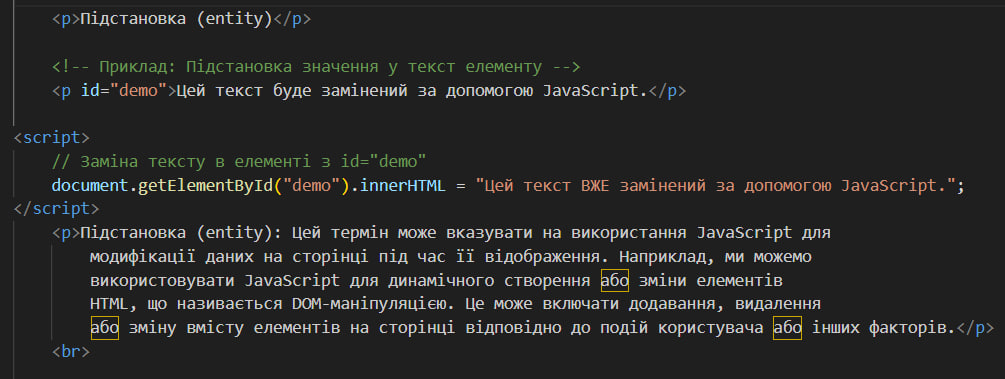 <p>Підстановка (entity)</p>
<!-- Приклад: Підстановка значення у текст елементу -->
<p id="demo">Цей текст буде замінений за допомогою JavaScript.</p>
<script>
// Заміна тексту в елементі з id="demo"
document.getElementById("demo").innerHTML = "Цей текст ВЖЕ замінений за допомогою JavaScript.";
</script>
<p>Підстановка (entity): Цей термін може вказувати на використання JavaScript для
модифікації даних на сторінці під час її відображення. Наприклад, ми можемо
використовувати JavaScript для динамічного створення або зміни елементів
HTML, що називається DOM-маніпуляцією. Це може включати додавання, видалення
або зміну вмісту елементів на сторінці відповідно до подій користувача або інших факторів.</p>
<br>